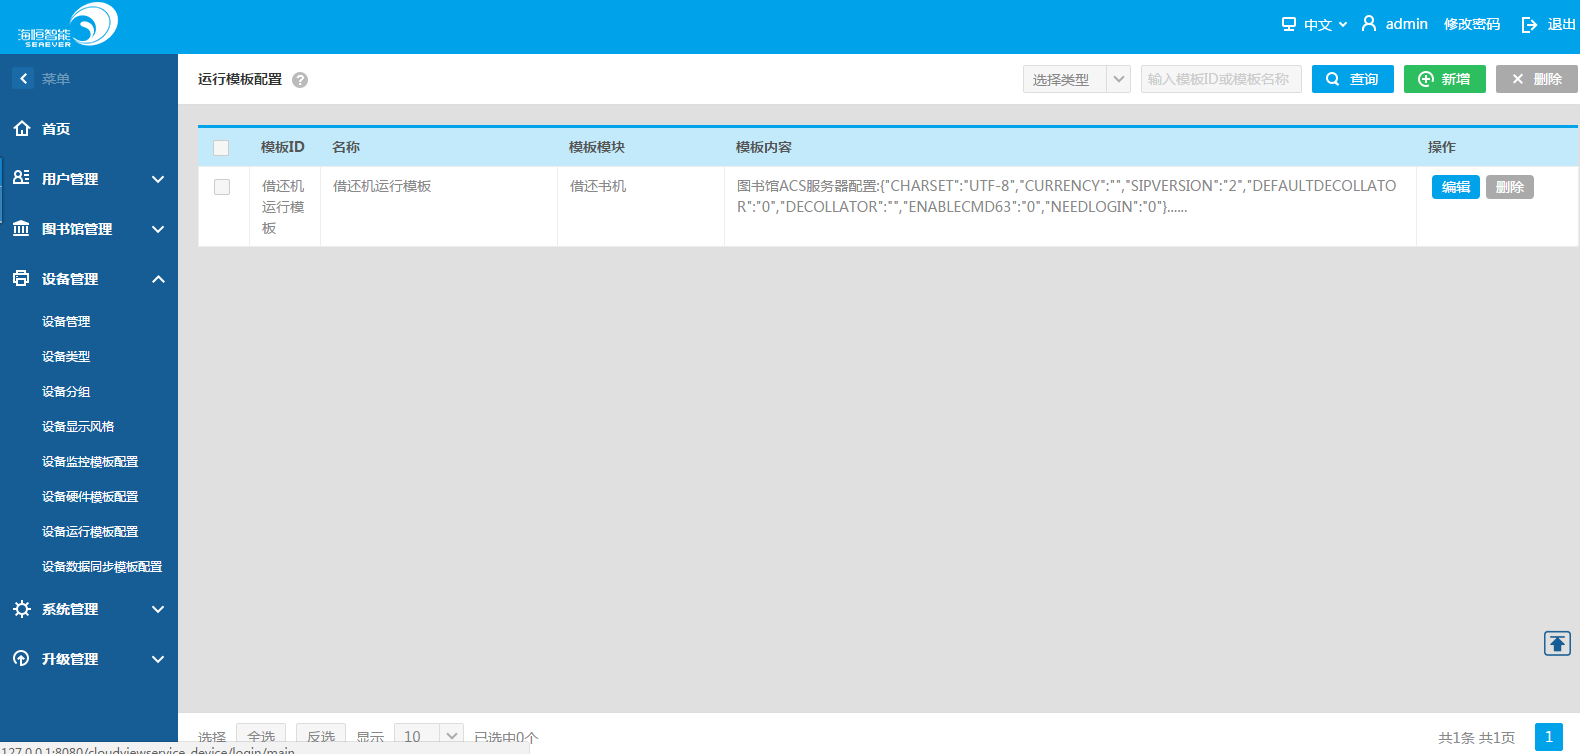 海恒智能
SEAEVER
中文
admin
修改密码
退出
菜单
首页
用户管理
图书馆管理
设备管理
设备管理
设备类型
设备分组
设备显示风格
设备监控模板配置
设备硬件模板配置
设备运行模板配置
设备数据同步模板配置
系统管理
升级管理
运行模板配置 ?
选择类型
输入模板ID或模板名称
查询
新增
删除
模板ID 名称 模板模块 模板内容 操作
借还机
运行模
板
借还机运行模板
借还书机
图书馆ACS服务器配置:{"CHARSET":"UTF-8","CURRENCY":"","SIPVERSION":"2","DEFAULTDECOLLATO
R":"0","DECOLLATOR":"","ENABLECMD63":"0","NEEDLOGIN":"0"}......
编辑 删除
选择 全选 反选 显示 10 已选中0个
共1条 共1页 1
127.0.0.1:8080/cloudviewservice_device/login/main